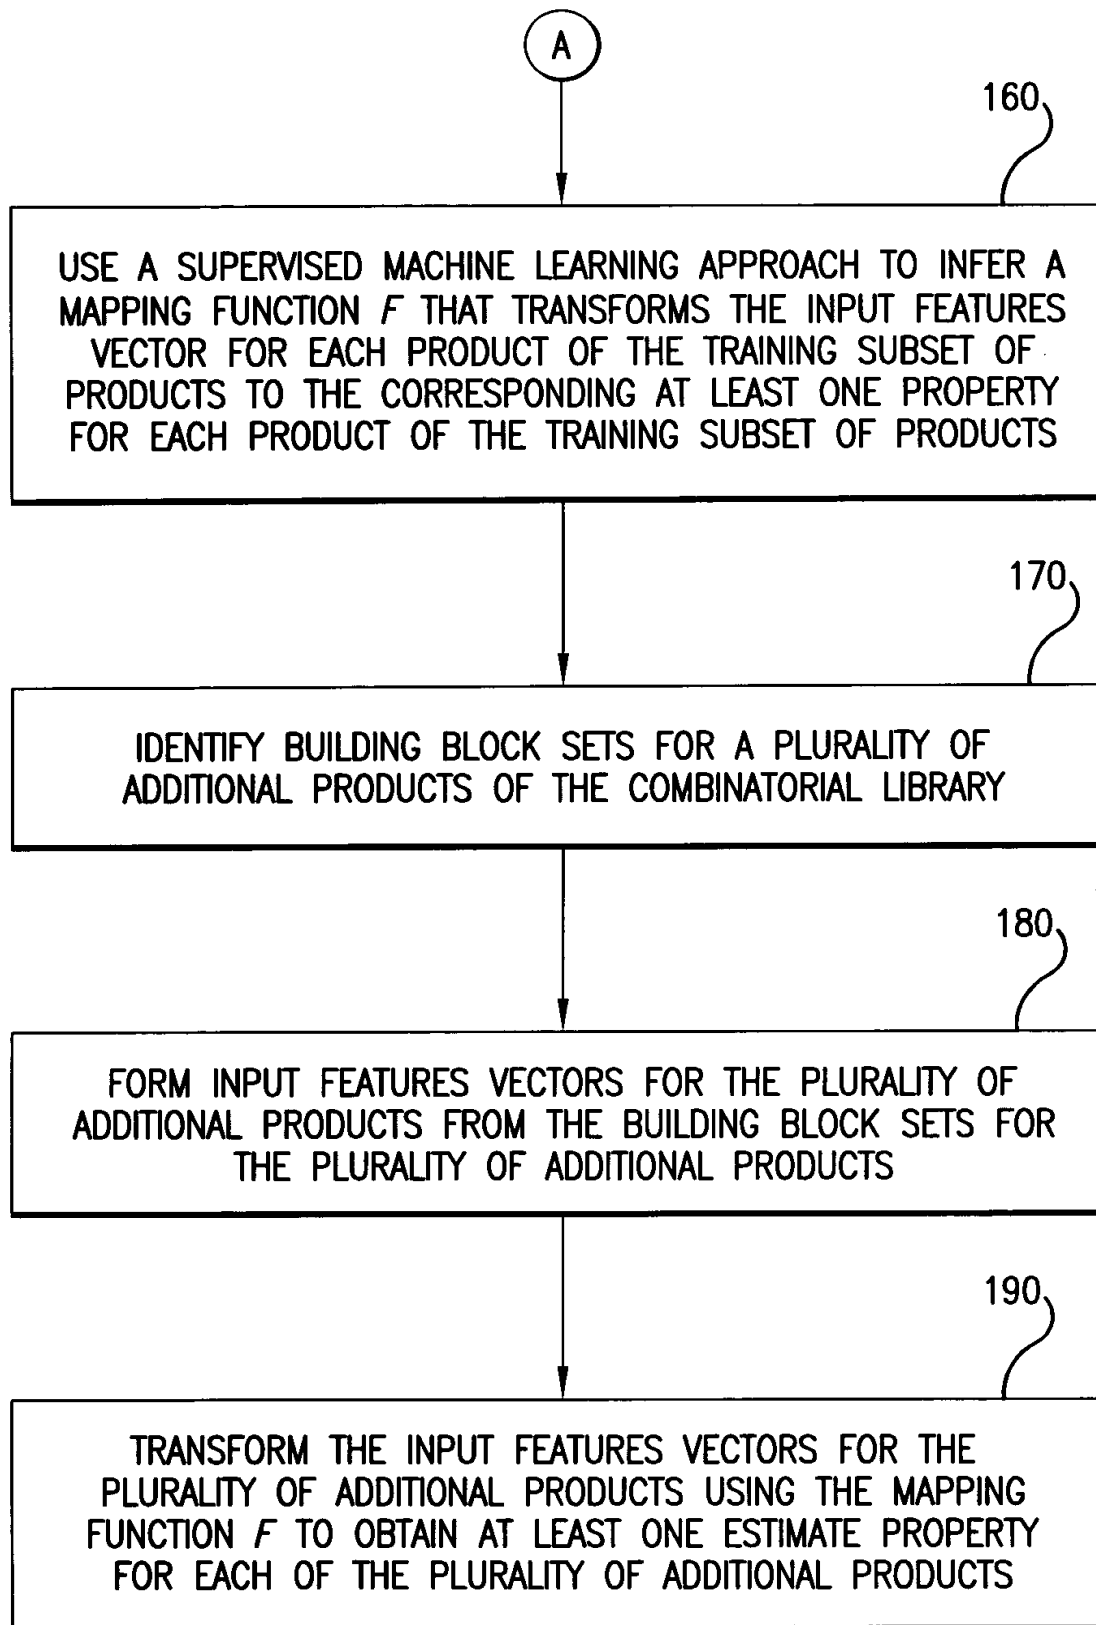 A
160
USE A SUPERVISED MACHINE LEARNING APPROACH TO INFER A
MAPPING FUNCTION F THAT TRANSFORMS THE INPUT FEATURES
VECTOR FOR EACH PRODUCT OF THE TRAINING SUBSET OF
PRODUCTS TO THE CORRESPONDING AT LEAST ONE PROPERTY
FOR EACH PRODUCT OF THE TRAINING SUBSET OF PRODUCTS
170
IDENTIFY BUILDING BLOCK SETS FOR A PLURALITY OF
ADDITIONAL PRODUCTS OF THE COMBINATORIAL LIBRARY
180
FORM INPUT FEATURES VECTORS FOR THE PLURALITY OF
ADDITIONAL PRODUCTS FROM THE BUILDING BLOCK SETS FOR
THE PLURALITY OF ADDITIONAL PRODUCTS
190
TRANSFORM THE INPUT FEATURES VECTORS FOR THE
PLURALITY OF ADDITIONAL PRODUCTS USING THE MAPPING
FUNCTION F TO OBTAIN AT LEAST ONE ESTIMATE PROPERTY
FOR EACH OF THE PLURALITY OF ADDITIONAL PRODUCTS